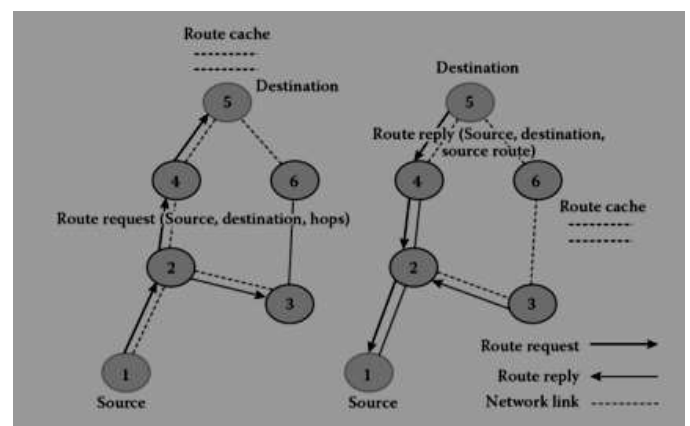 Route cache
Destination
5
4
6
Route request (Source, destination, hops)
2
3
1
Source
Destination
5
Route reply (Source, destination,
source route)
4
6
Route cache
2
3
1
Source
Route request
Route reply
Network link